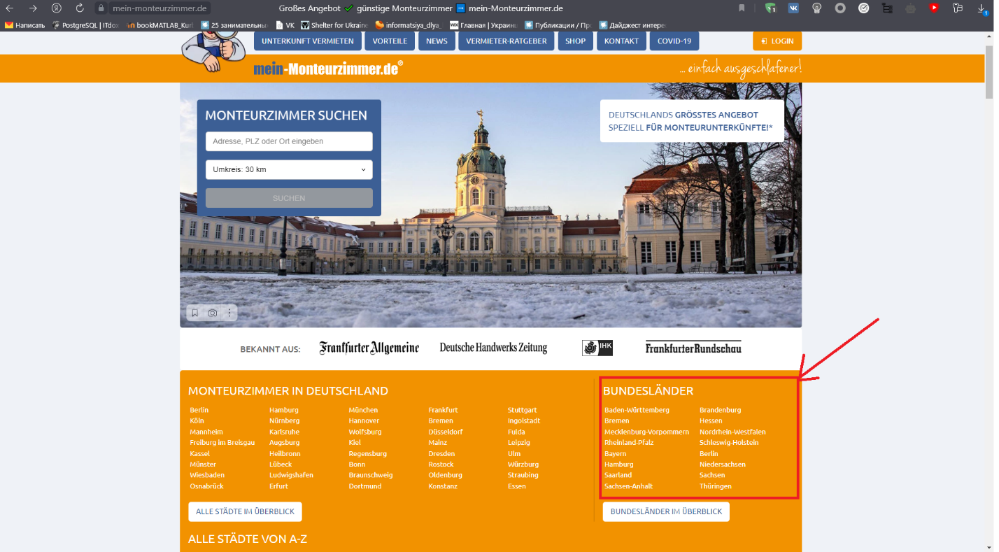 mein-monteurzimmer.de
Großes Angebot ✅ günstige Monteurzimmer ➡ mein-Monteurzimmer.de
1
1
Написать
PostgreSQL | ITdox
bookMATLAB_Kurl
25 занимательны
VK
Shelter for Ukraine
informatsiya_dlya_
Главная | Украин
Публикации / Пр
Дайджест интере
UNTERKUNFT VERMIETEN
VORTEILE
NEWS
VERMIETER-RATGEBER
SHOP
KONTAKT
COVID-19
LOGIN
mein-Monteurzimmer.de®
... einfach ausgeschlafener!
MONTEURZIMMER SUCHEN
Adresse, PLZ oder Ort eingeben
Umkreis: 30 km
SUCHEN
DEUTSCHLANDS GRÖSSTES ANGEBOT
SPEZIELL FÜR MONTEURUNTERKÜNFTE!*
BEKANNT AUS:
Frankfurter Allgemeine
Deutsche Handwerks Zeitung
IHK
Frankfurter Rundschau
MONTEURZIMMER IN DEUTSCHLAND
Berlin Hamburg München Frankfurt Stuttgart
Köln Nürnberg Hannover Bremen Ingolstadt
Mannheim Karlsruhe Wolfsburg Düsseldorf Fulda
Freiburg im Breisgau Augsburg Kiel Mainz Leipzig
Kassel Heilbronn Regensburg Dresden Ulm
Münster Lübeck Bonn Rostock Würzburg
Wiesbaden Ludwigshafen Braunschweig Oldenburg Straubing
Osnabrück Erfurt Dortmund Konstanz Essen
ALLE STÄDTE IM ÜBERBLICK
BUNDESLÄNDER
Baden-Württemberg Brandenburg
Bremen Hessen
Mecklenburg-Vorpommern Nordrhein-Westfalen
Rheinland-Pfalz Schleswig-Holstein
Bayern Berlin
Hamburg Niedersachsen
Saarland Sachsen
Sachsen-Anhalt Thüringen
BUNDESLÄNDER IM ÜBERBLICK
ALLE STÄDTE VON A-Z